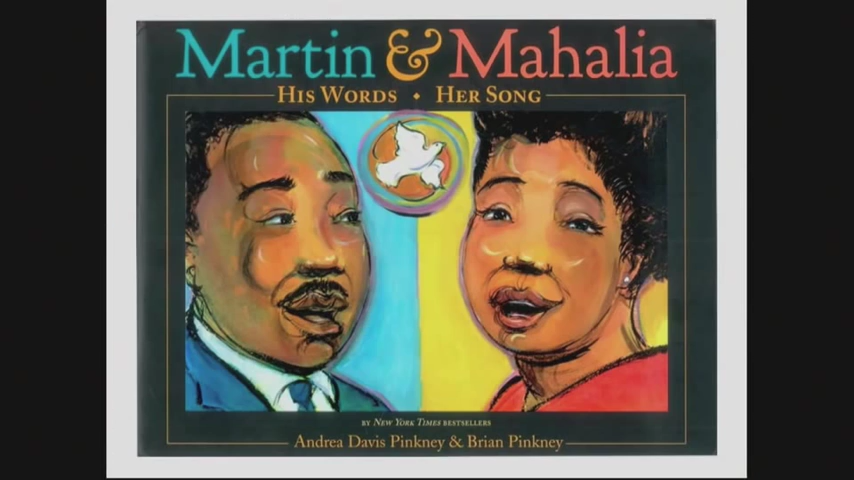 Martin & Mahalia
His Words • Her Song
by New York Times bestsellers
Andrea Davis Pinkney & Brian Pinkney